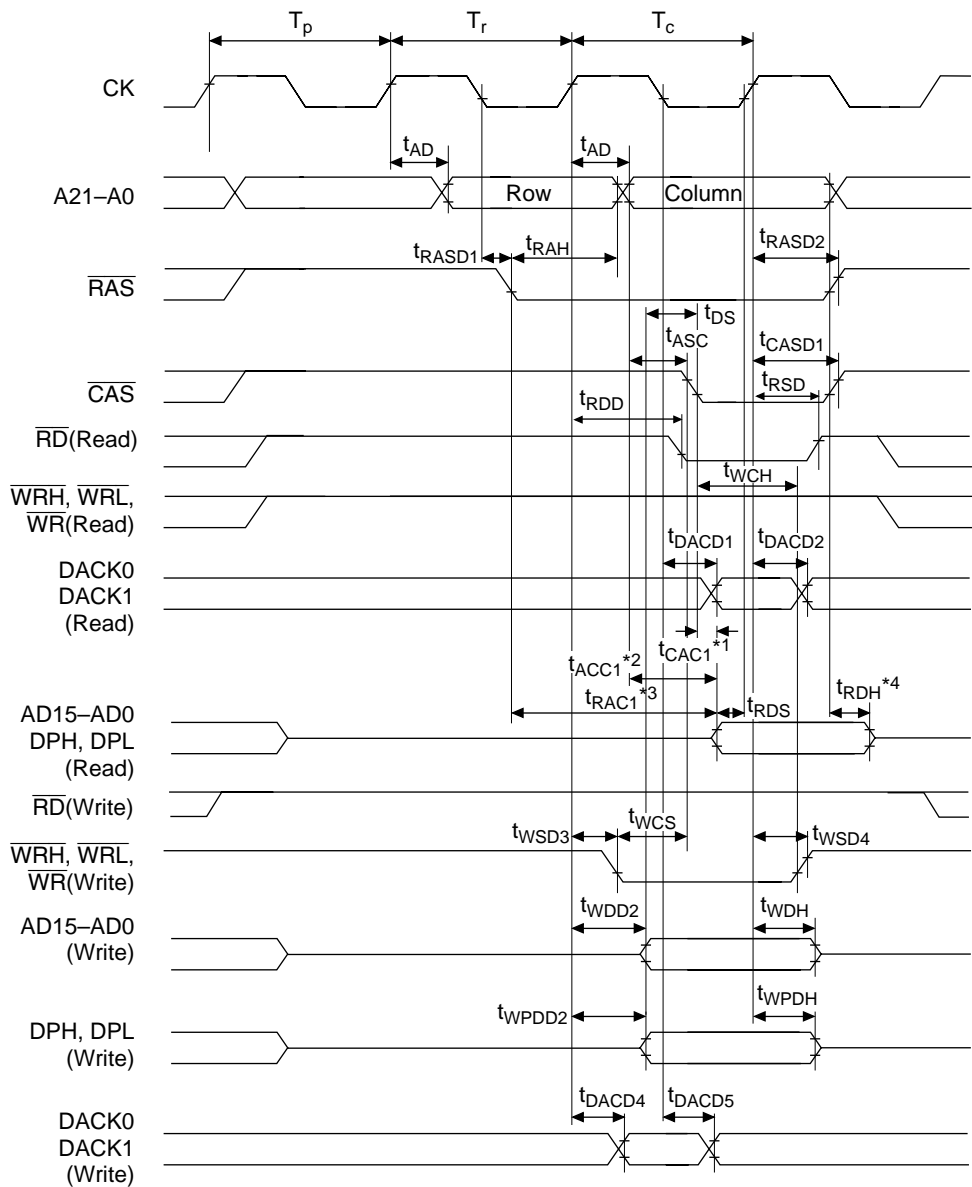 Tp Tr Tc
CK
tAD tAD
A21–A0 Row Column
tRASD1 tRAH tRASD2
RAS
tDS
tASC tCASD1
CAS
tRDD tRSD
RD(Read)
tWCH
WRH, WRL,
WR(Read)
tDACD1 tDACD2
DACK0
DACK1
(Read)
tCAC1*1
tACC1*2
tRAC1*3 tRDS tRDH*4
AD15–AD0
DPH, DPL
(Read)
RD(Write)
tWSD3 tWCS tWSD4
WRH, WRL,
WR(Write)
tWDD2 tWDH
AD15–AD0
(Write)
tWPDD2 tWPDH
DPH, DPL
(Write)
tDACD4 tDACD5
DACK0
DACK1
(Write)